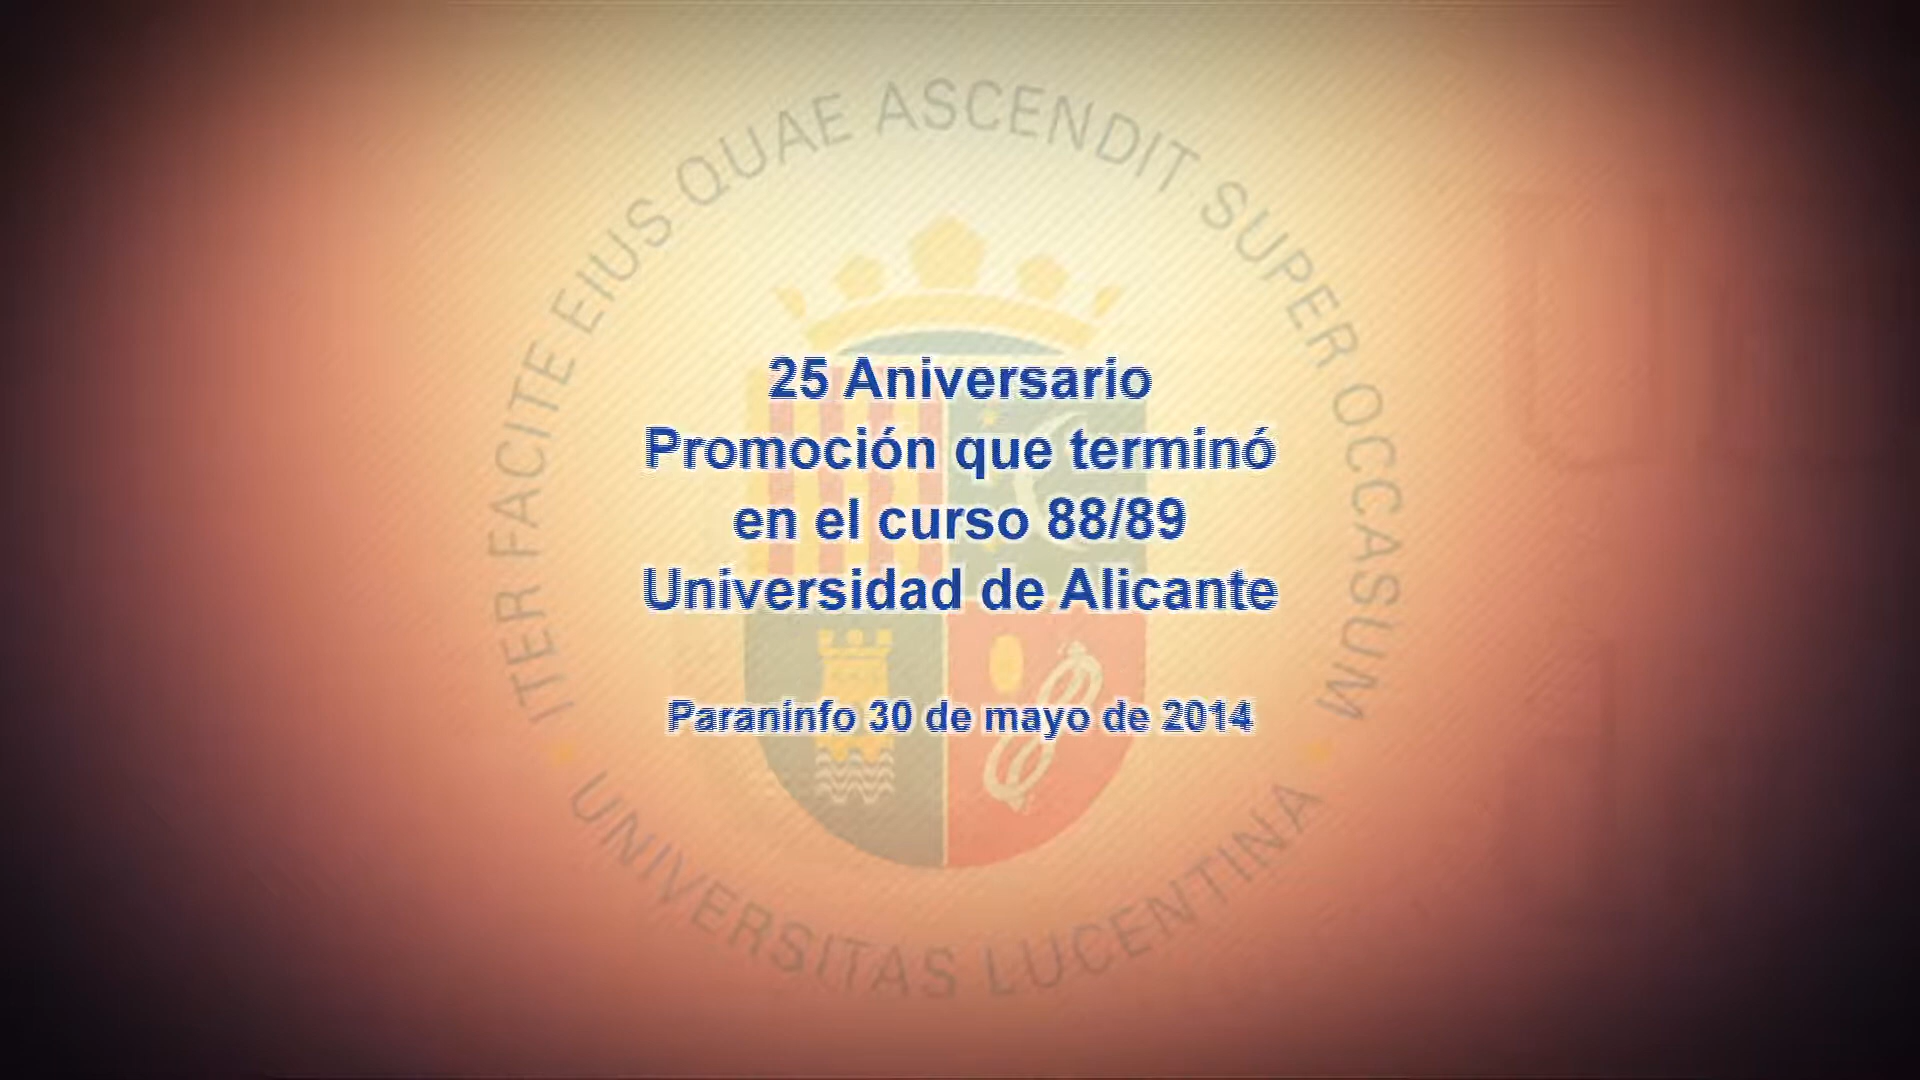 ITER FACITE EIUS QUAE ASCENDIT SUPER OCCASUM
25 Aniversario
Promoción que terminó
en el curso 88/89
Universidad de Alicante
Paraninfo 30 de mayo de 2014
UNIVERSITAS LUCENTINA